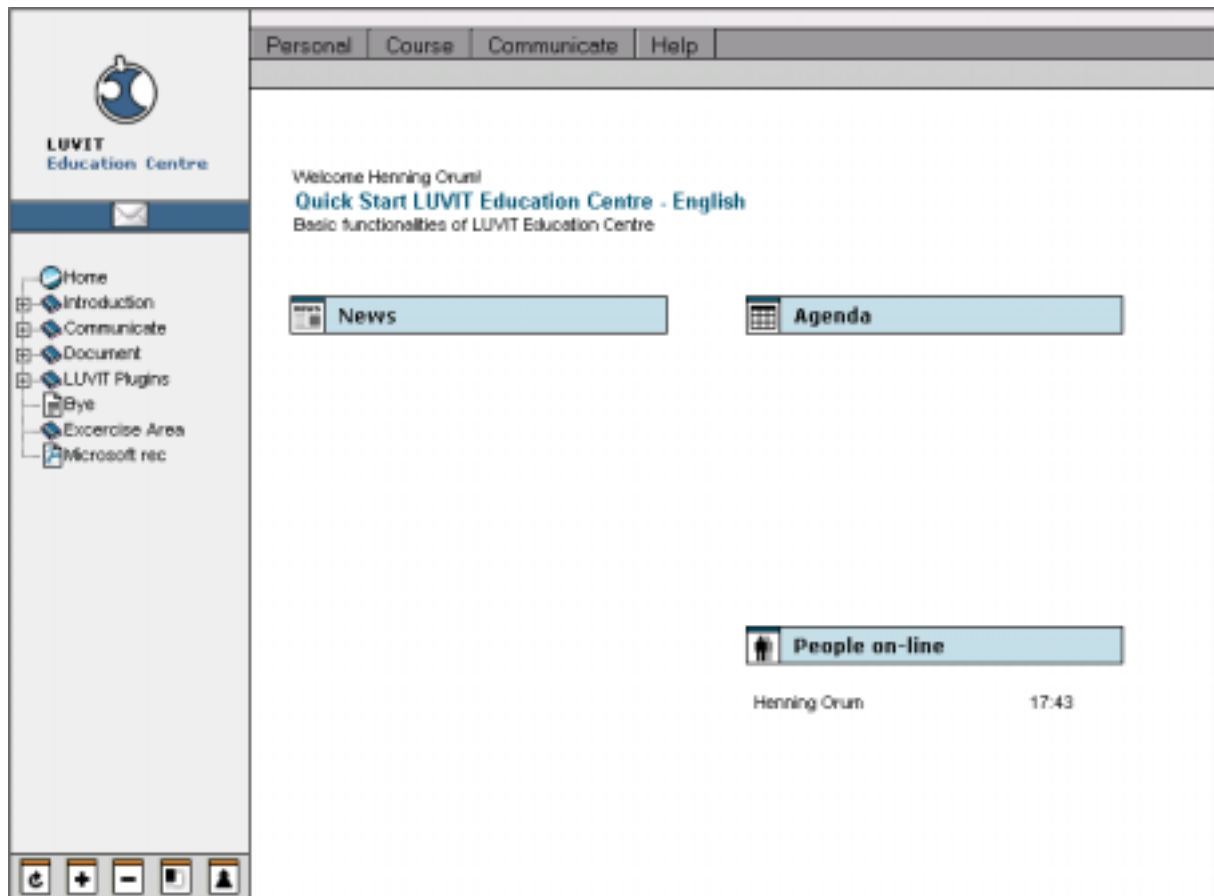 Personal Course Communicate Help
LUVIT
Education Centre
Welcome Henning Orum!
Quick Start LUVIT Education Centre - English
Basic functionalities of LUVIT Education Centre
Home
Introduction
Communicate
Document
LUVIT Plugins
Bye
Excercise Area
Microsoft rec
News
Agenda
People on-line
Henning Orum 17:43